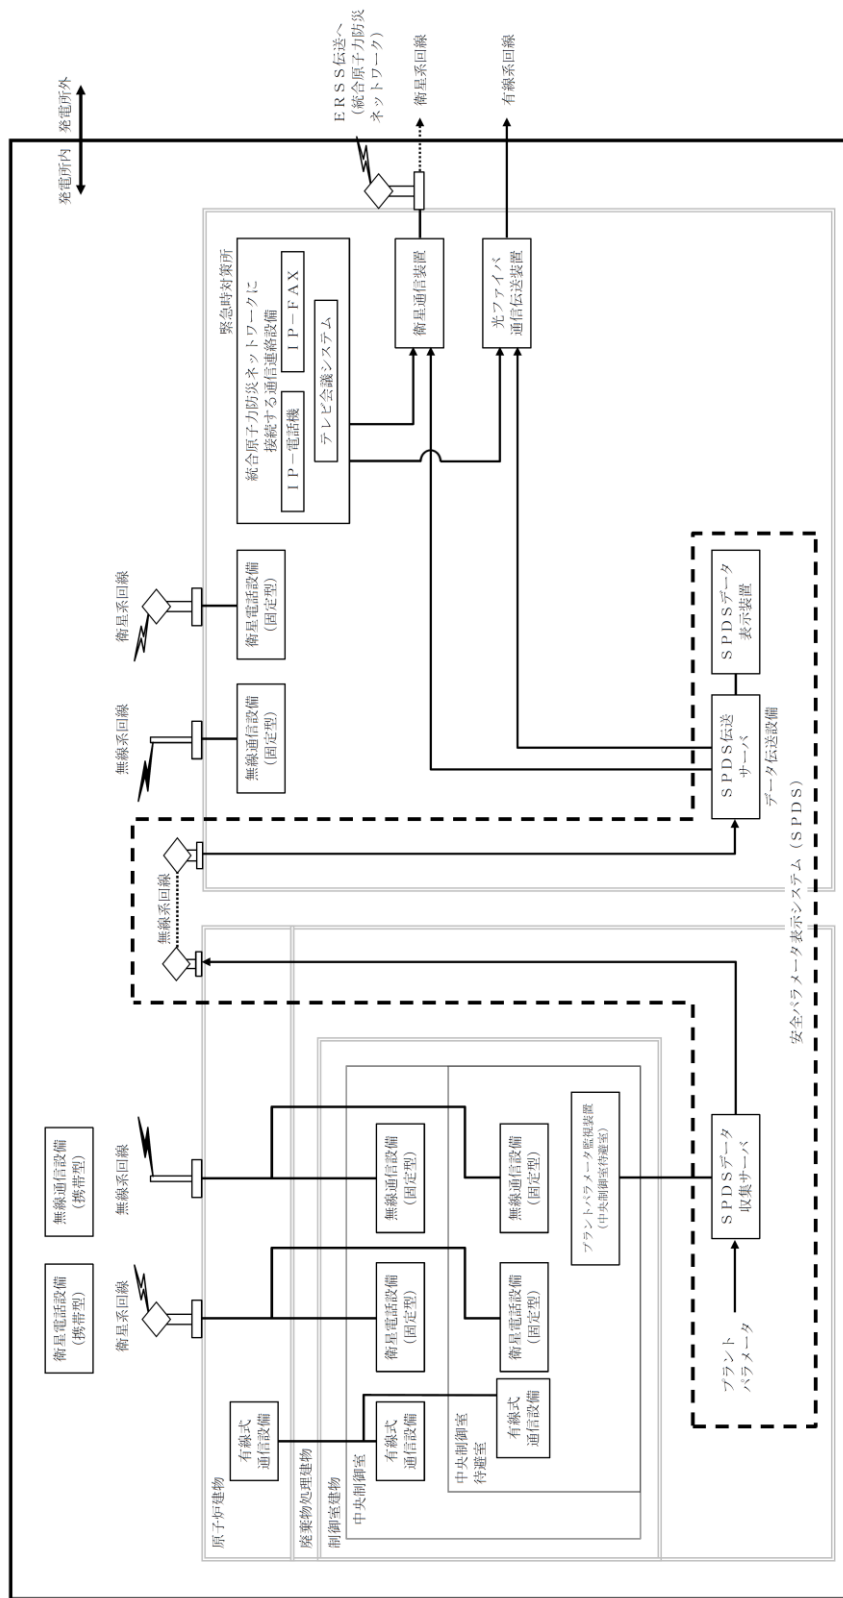 発電所内
発電所外
衛星電話設備
(携帯型)
無線通信設備
(携帯型)
衛星系回線
無線系回線
無線系回線
無線系回線
衛星系回線
ERSS伝送へ
(統合原子力防災
ネットワーク)
衛星系回線
有線系回線
原子炉建物
有線式
通信設備
廃棄物処理建物
制御室建物
中央制御室
有線式
通信設備
衛星電話設備
(固定型)
無線通信設備
(固定型)
中央制御室
待避室
有線式
通信設備
衛星電話設備
(固定型)
無線通信設備
(固定型)
プラントパラメータ監視装置
(中央制御室待避室)
プラント
パラメータ
SPDSデータ
収集サーバ
安全パラメータ表示システム(SPDS)
無線通信設備
(固定型)
衛星電話設備
(固定型)
緊急時対策所
統合原子力防災ネットワークに
接続する通信連絡設備
IP-電話機
IP-FAX
テレビ会議システム
衛星通信装置
光ファイバ
通信伝送装置
SPDS伝送
サーバ
データ伝送設備
SPDSデータ
表示装置